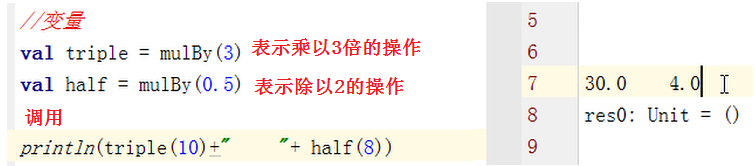 //变量
val triple = mulBy(3) 表示乘以3倍的操作
val half = mulBy(0.5) 表示除以2的操作
调用
println(triple(10)+"    "+ half(8))
5
6
7 30.0    4.0
8 res0: Unit = ()
9